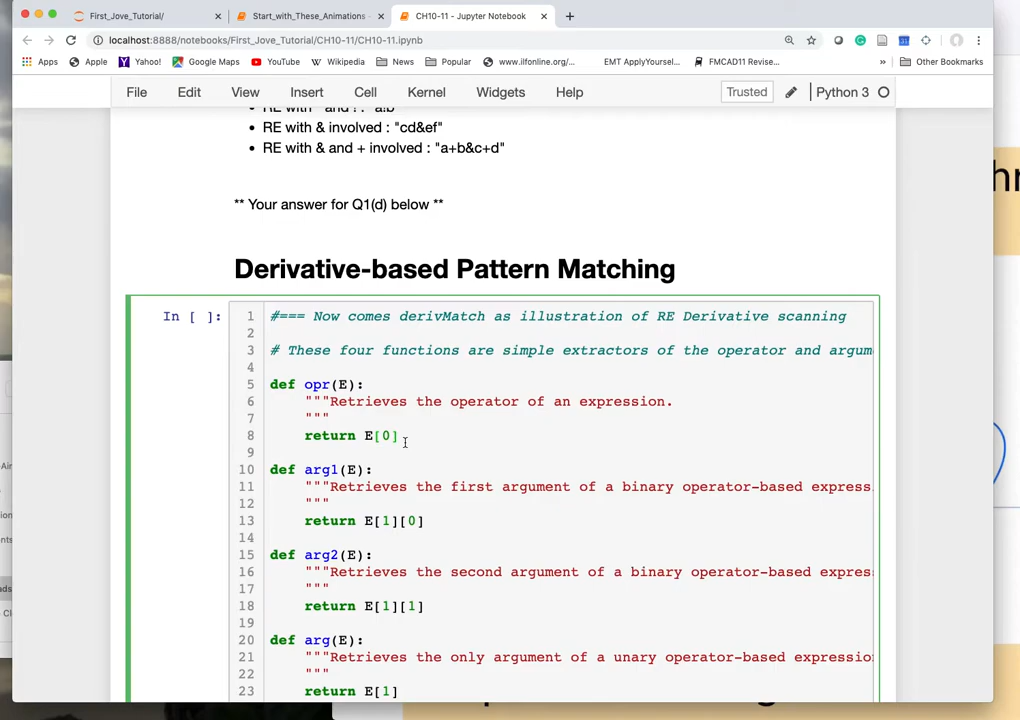 First_Jove_Tutorial/
Start_with_These_Animations
CH10-11 - Jupyter Notebook
localhost:8888/notebooks/First_Jove_Tutorial/CH10-11/CH10-11.ipynb
Apps Apple Yahoo! Google Maps YouTube Wikipedia News Popular www.ilfonline.org/... EMT ApplyYoursel... FMCAD11 Revise... » Other Bookmarks
File Edit View Insert Cell Kernel Widgets Help Trusted Python 3
• RE with & involved : "cd&ef"
• RE with & and + involved : "a+b&c+d"
** Your answer for Q1(d) below **
Derivative-based Pattern Matching
In [ ]:
1 #=== Now comes derivMatch as illustration of RE Derivative scanning
2
3 # These four functions are simple extractors of the operator and argum
4
5 def opr(E):
6 """Retrieves the operator of an expression.
7 """
8 return E[0]
9
10 def arg1(E):
11 """Retrieves the first argument of a binary operator-based express
12 """
13 return E[1][0]
14
15 def arg2(E):
16 """Retrieves the second argument of a binary operator-based expres
17 """
18 return E[1][1]
19
20 def arg(E):
21 """Retrieves the only argument of a unary operator-based expressio
22 """
23 return E[1]